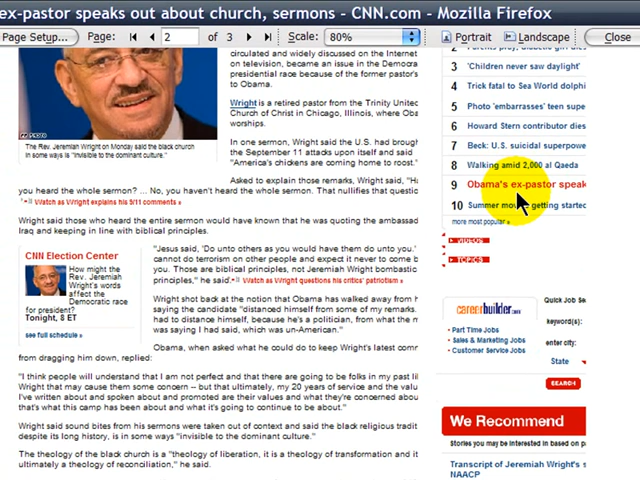 ex-pastor speaks out about church, sermons - CNN.com - Mozilla Firefox
Page Setup... Page: 2 of 3 Scale: 80% Portrait Landscape Close
circulated and widely discussed on the Internet
on television, became an issue in the Democra
presidential race because of the former pastor's
to Obama.
Wright is a retired pastor from the Trinity United
Church of Christ in Chicago, Illinois, where Oba
worships.
The Rev. Jeremiah Wright on Monday said the black church
in some ways is "invisible to the dominant culture."
In one sermon, Wright said the U.S. had brough
the September 11 attacks upon itself and said
"America's chickens are coming home to roost."
Asked to explain those remarks, Wright said, "H
you heard the whole sermon? ... No, you haven't heard the whole sermon. That nullifies that questic
Watch as Wright explains his 9/11 comments »
Wright said those who heard the entire sermon would have known that he was quoting the ambassad
Iraq and keeping in line with biblical principles.
CNN Election Center
How might the
Rev. Jeremiah
Wright's words
affect the
Democratic race
for president?
Tonight, 8 ET
see full schedule »
"Jesus said, 'Do unto others as you would have them do unto you.'
cannot do terrorism on other people and expect it never to come b
you. Those are biblical principles, not Jeremiah Wright bombastic
principles," he said. Watch as Wright questions his critics' patriotism »
Wright shot back at the notion that Obama has walked away from h
saying the candidate "distanced himself from some of my remarks.
had to distance himself, because he's a politician, from what the m
was saying I had said, which was un-American."
Obama, when asked what he could do to keep Wright's latest comm
from dragging him down, replied:
"I think people will understand that I am not perfect and that there are going to be folks in my past lil
Wright that may cause them some concern -- but that ultimately, my 20 years of service and the valu
I've written about and spoken about and promoted are their values and what they're concerned abou
that's what this campaign has been about and what it's going to continue to be about."
Wright said sound bites from his sermons were taken out of context and said the black religious tradit
despite its long history, is in some ways "invisible to the dominant culture."
The theology of the black church is a "theology of liberation, it is a theology of transformation and it
ultimately a theology of reconciliation," he said.
2 Parents pray, diabetic girl dies
3 'Children never saw daylight'
4 Trick fatal to Sea World dolphi
5 Photo 'embarrasses' teen supe
6 Howard Stern contributor dies
7 Beck: U.S. suicidal superpowe
8 Walking amid 2,000 al Qaeda
9 Obama's ex-pastor speak
10 Summer mov getting started
more most popular »
VIDEOS
TOPICS
careerbuilder.com
Part Time Jobs
Sales & Marketing Jobs
Customer Service Jobs
Quick Job Se
keyword(s):
enter city:
State
SEARCH
We Recommend
Stories you may be interested in based on p
Transcript of Jeremiah Wright's s
NAACP